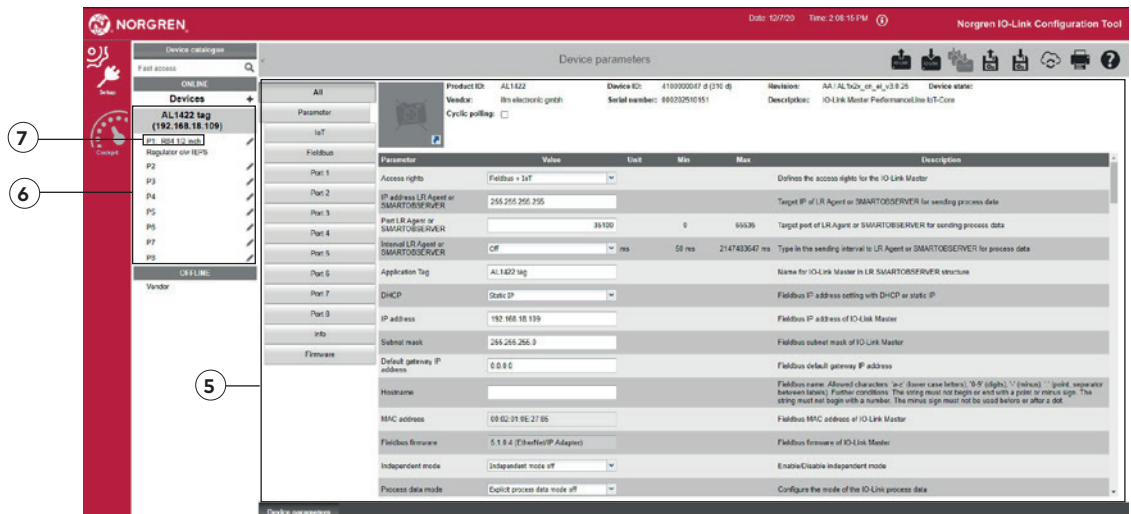 NORGREN
Date: 12/7/20 Time: 2:08:15 PM
Norgren IO-Link Configuration Tool
Device catalogue
Fast access
Setup
Cockpit
ONLINE
Devices +
AL1422 tag
(192.168.18.109)
P1 R84 1/2 inch
Regulator
P2
P3
P4
P5
P6
P7
P8
OFFLINE
Vendor
7
6
5
Device parameters
Product ID: AL1422
Vendor: ifm electronic gmbh
Cyclic polling:
Device ID:
Serial number: 000202510151
Revision:
Device state:
Description: IO-Link Master PerformanceLine IoT-Core
All
Parameter
IoT
Fieldbus
Port 1
Port 2
Port 3
Port 4
Port 5
Port 6
Port 7
Port 8
Info
Firmware
Parameter Value Unit Min Max Description
Access rights Fieldbus + IoT Defines the access rights for the IO-Link Master
IP address LR Agent or SMARTOBSERVER 255.255.255.255 Target IP of LR Agent or SMARTOBSERVER for sending process data
Port LR Agent or SMARTOBSERVER 35100 0 65535 Target port of LR Agent or SMARTOBSERVER for sending process data
Interval LR Agent or SMARTOBSERVER Off ms 50 ms 2147483647 ms Type in the sending interval to LR Agent or SMARTOBSERVER for process data
Application Tag AL1422 tag Name for IO-Link Master in LR SMARTOBSERVER structure
DHCP Static IP Fieldbus IP address setting with DHCP or static IP
IP address 192.168.18.109 Fieldbus IP address of IO-Link Master
Subnet mask 255.255.255.0 Fieldbus subnet mask of IO-Link Master
Default gateway IP address 0.0.0.0 Fieldbus default gateway IP address
Hostname Fieldbus name. Allowed characters: 'a-z' (lower case letters), '0-9' (digits), '-' (minus), '.' (point, separator
between labels). Further conditions: The string must not begin or end with a point or minus sign. The
string must not begin with a number. The minus sign must not be used before or after a dot.
MAC address 00:02:01:0E:27:85 Fieldbus MAC address of IO-Link Master
Fieldbus firmware 5.1.0.4 (EtherNet/IP Adapter) Fieldbus firmware of IO-Link Master
Independent mode Independent mode off Enable/Disable independent mode
Process data mode Explicit process data mode off Configure the mode of the IO-Link process data
Device parameters